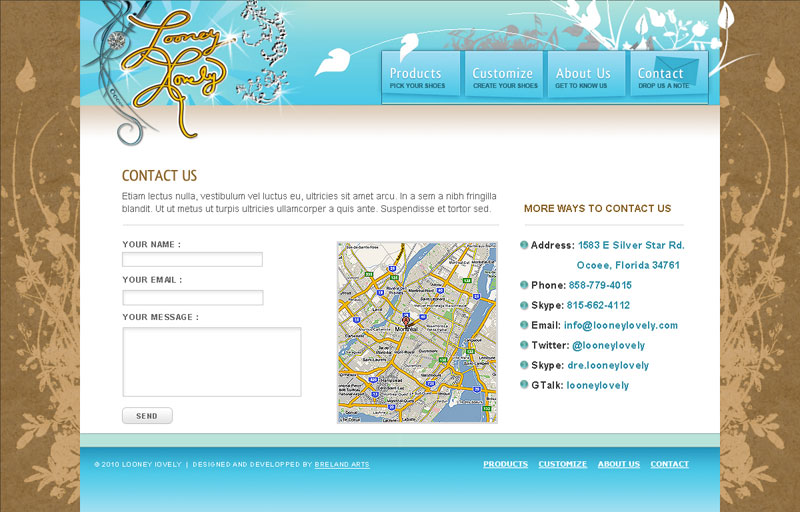 Looney
Lovely
Products
PICK YOUR SHOES
Customize
CREATE YOUR SHOES
About Us
GET TO KNOW US
Contact
DROP US A NOTE
CONTACT US
Etiam lectus nulla, vestibulum vel luctus eu, ultricies sit amet arcu. In a sem a nibh fringilla
blandit. Ut ut metus ut turpis ultricies ullamcorper a quis ante. Suspendisse et tortor sed.
YOUR NAME :
YOUR EMAIL :
YOUR MESSAGE :
SEND
Montréal
MORE WAYS TO CONTACT US
Address: 1583 E Silver Star Rd.
Ocoee, Florida 34761
Phone: 858-779-4015
Skype: 815-662-4112
Email: info@looneylovely.com
Twitter: @looneylovely
Skype: dre.looneylovely
GTalk: looneylovely
© 2010 LOONEY lOVELY | DESIGNED AND DEVELOPPED BY BRELAND ARTS
PRODUCTS CUSTOMIZE ABOUT US CONTACT